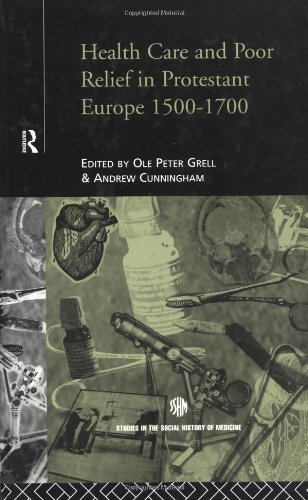 Health Care and Poor
Relief in Protestant
Europe 1500-1700
ROUTLEDGE
EDITED BY OLE PETER GRELL
& ANDREW CUNNINGHAM
SSHM
STUDIES IN THE SOCIAL HISTORY OF MEDICINE